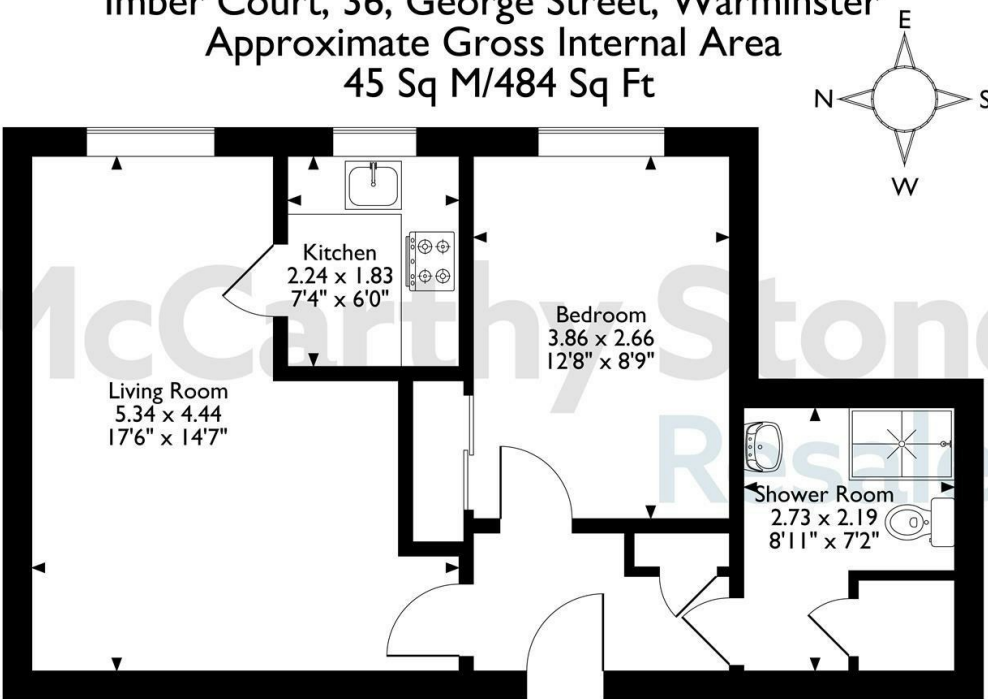 Imber Court, 36, George Street, Warminster
Approximate Gross Internal Area
45 Sq M/484 Sq Ft
E
N
S
W
Kitchen
2.24 x 1.83
7'4" x 6'0"
Bedroom
3.86 x 2.66
12'8" x 8'9"
McCarthy Stone
Resales
Living Room
5.34 x 4.44
17'6" x 14'7"
Shower Room
2.73 x 2.19
8'11" x 7'2"